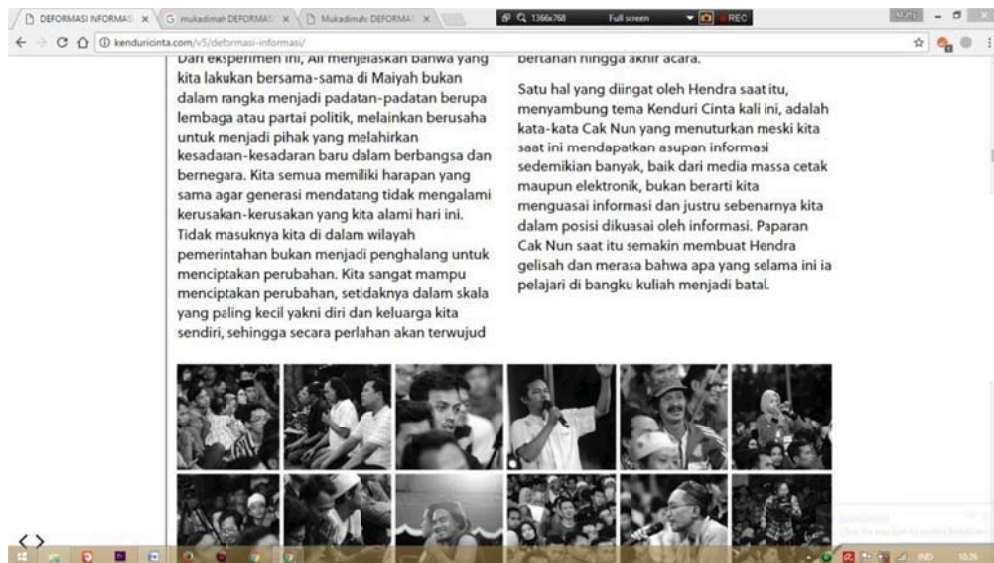 DEFORMASI INFORMAS
mukadimah DEFORMAS
Mukadimah: DEFORMA
1366x768
Full screen
REC
kenduricinta.com/v5/deformasi-informasi/
Dari eksperimen ini, Ali menjelaskan bahwa yang
kita lakukan bersama-sama di Maiyah bukan
dalam rangka menjadi padatan-padatan berupa
lembaga atau partai politik, melainkan berusaha
untuk menjadi pihak yang melahirkan
kesadaran-kesadaran baru dalam berbangsa dan
bernegara. Kita semua memiliki harapan yang
sama agar generasi mendatang tidak mengalami
kerusakan-kerusakan yang kita alami hari ini.
Tidak masuknya kita di dalam wilayah
pemerintahan bukan menjadi penghalang untuk
menciptakan perubahan. Kita sangat mampu
menciptakan perubahan, setidaknya dalam skala
yang paling kecil yakni diri dan keluarga kita
sendiri, sehingga secara perlahan akan terwujud
bertahan hingga akhir acara.
Satu hal yang diingat oleh Hendra saat itu,
menyambung tema Kenduri Cinta kali ini, adalah
kata-kata Cak Nun yang menuturkan meski kita
saat ini mendapatkan asupan informasi
sedemikian banyak, baik dari media massa cetak
maupun elektronik, bukan berarti kita
menguasai informasi dan justru sebenarnya kita
dalam posisi dikuasai oleh informasi. Paparan
Cak Nun saat itu semakin membuat Hendra
gelisah dan merasa bahwa apa yang selama ini ia
pelajari di bangku kuliah menjadi batal.
IND
10:26